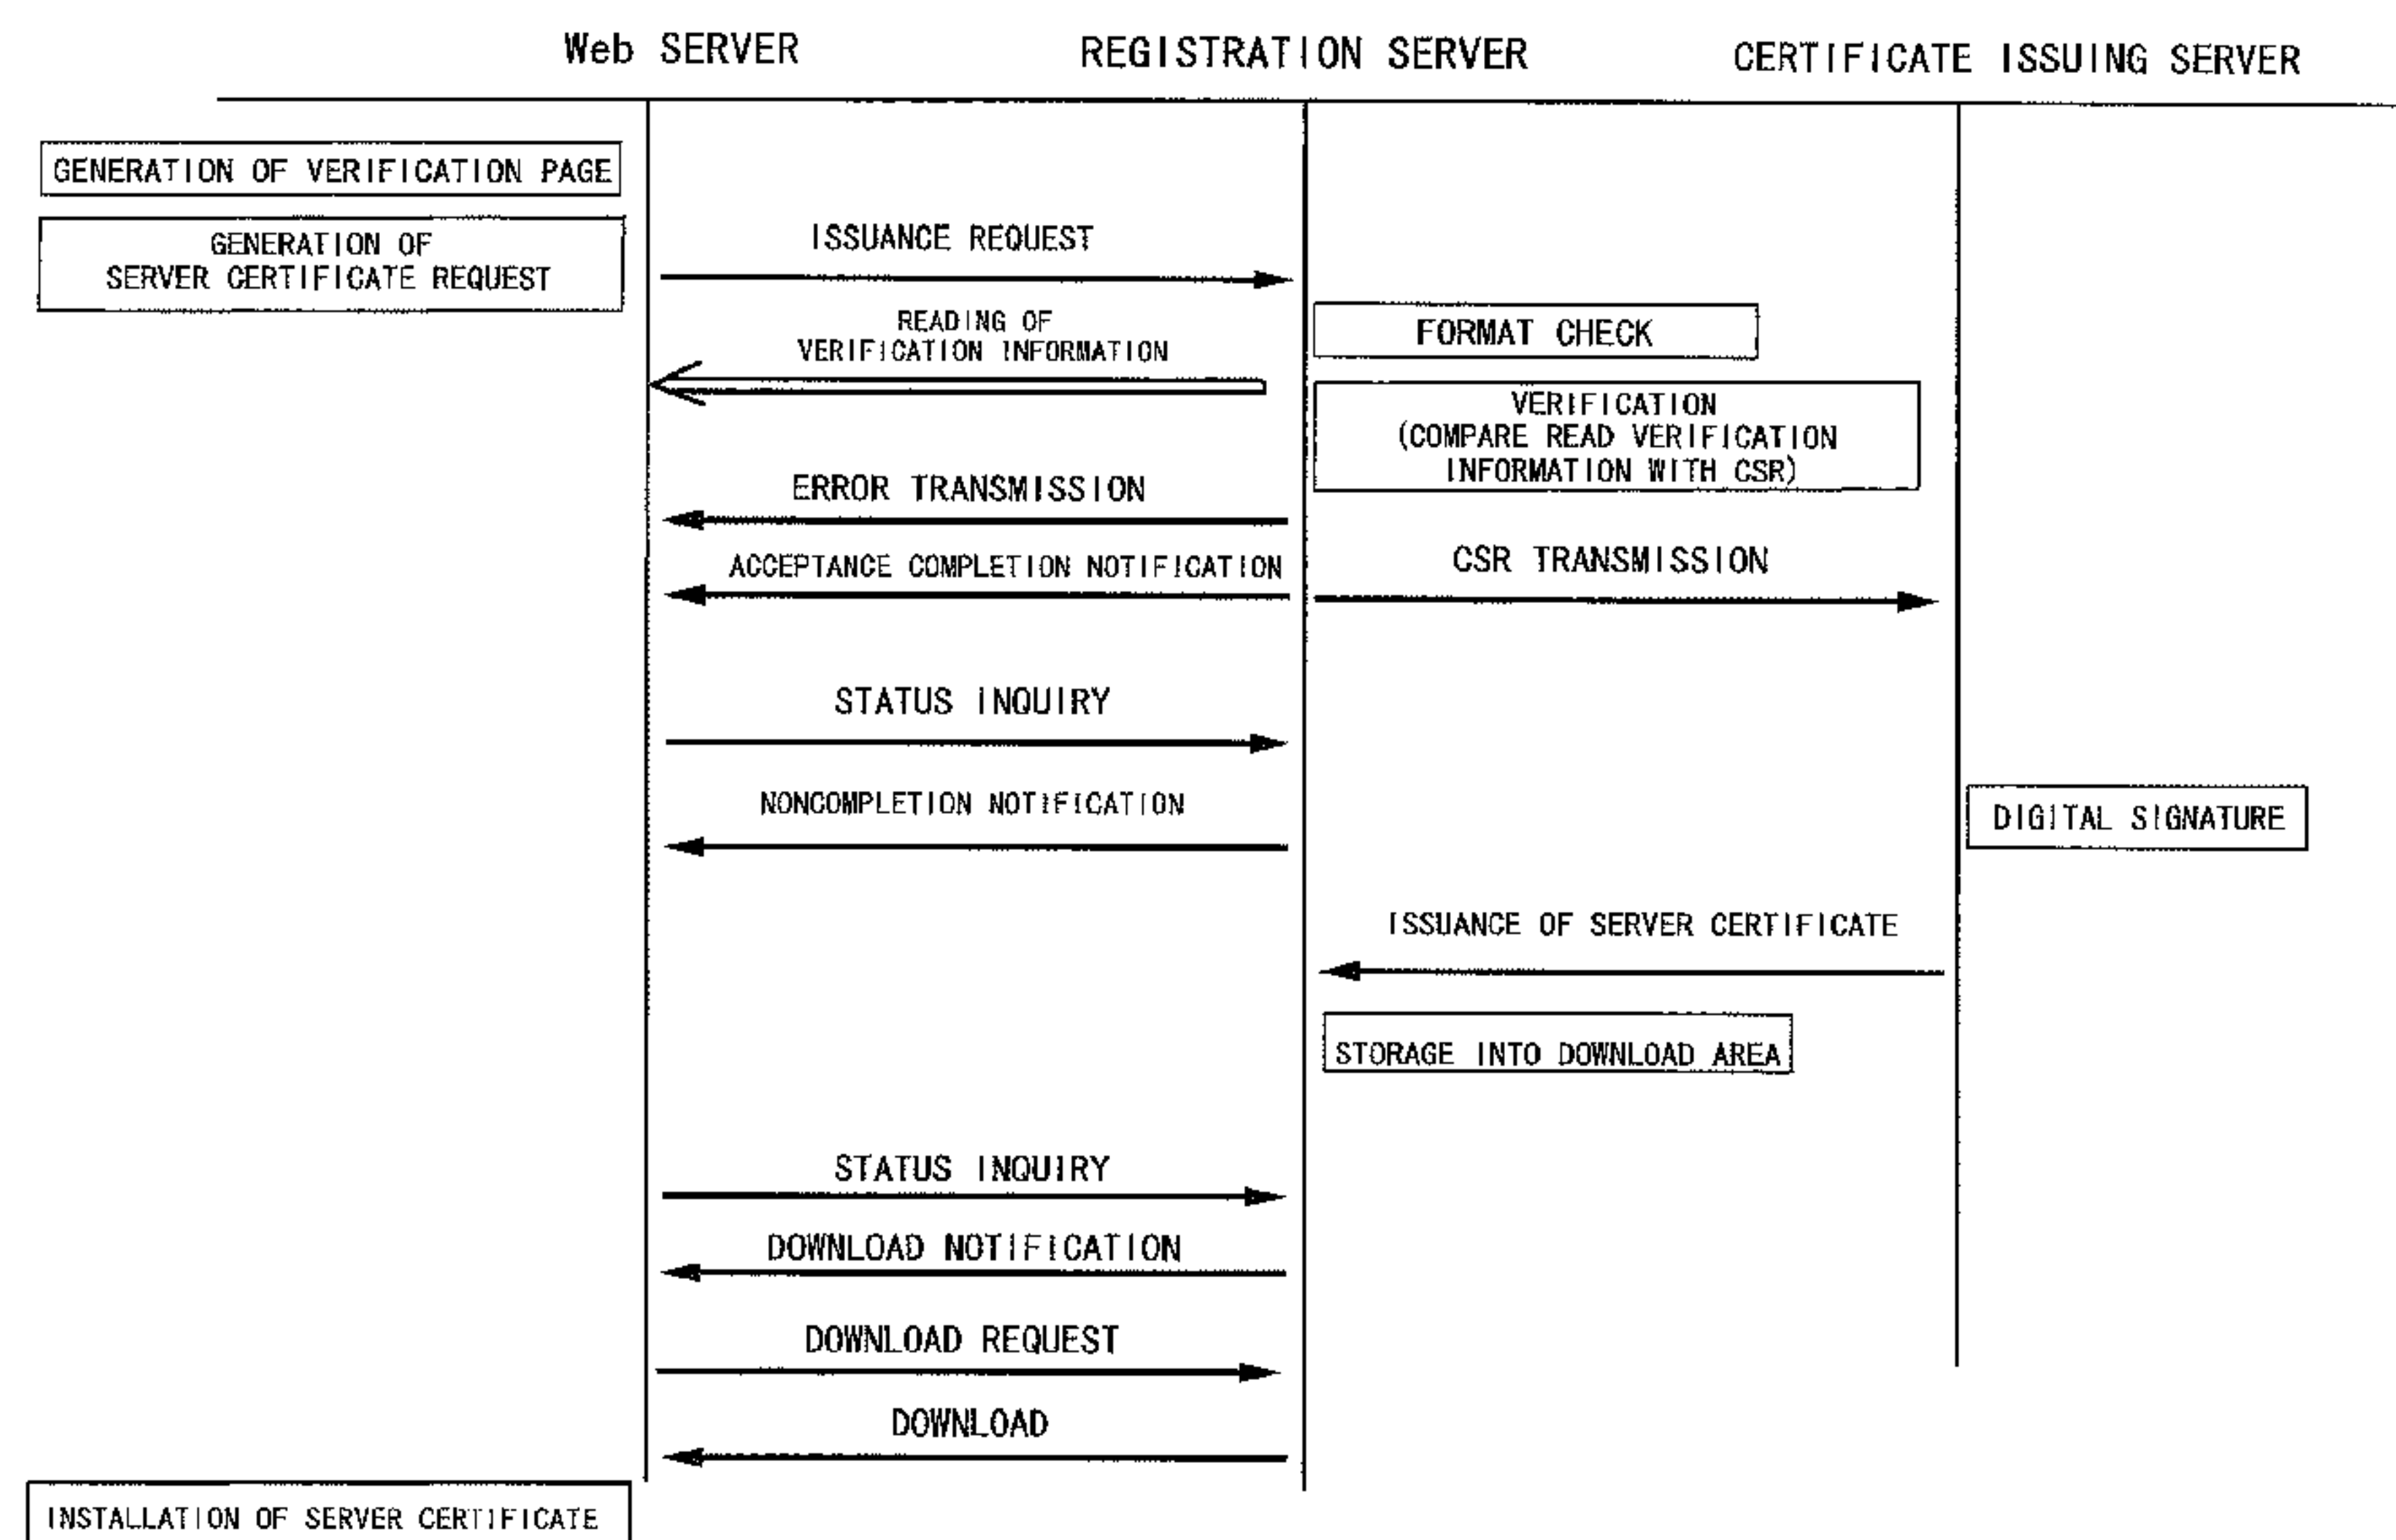 Web SERVER
REGISTRATION SERVER
CERTIFICATE ISSUING SERVER
GENERATION OF VERIFICATION PAGE
GENERATION OF
SERVER CERTIFICATE REQUEST
ISSUANCE REQUEST
READING OF
VERIFICATION INFORMATION
FORMAT CHECK
VERIFICATION
(COMPARE READ VERIFICATION
INFORMATION WITH CSR)
ERROR TRANSMISSION
ACCEPTANCE COMPLETION NOTIFICATION
CSR TRANSMISSION
STATUS INQUIRY
NONCOMPLETION NOTIFICATION
DIGITAL SIGNATURE
ISSUANCE OF SERVER CERTIFICATE
STORAGE INTO DOWNLOAD AREA
STATUS INQUIRY
DOWNLOAD NOTIFICATION
DOWNLOAD REQUEST
DOWNLOAD
INSTALLATION OF SERVER CERTIFICATE